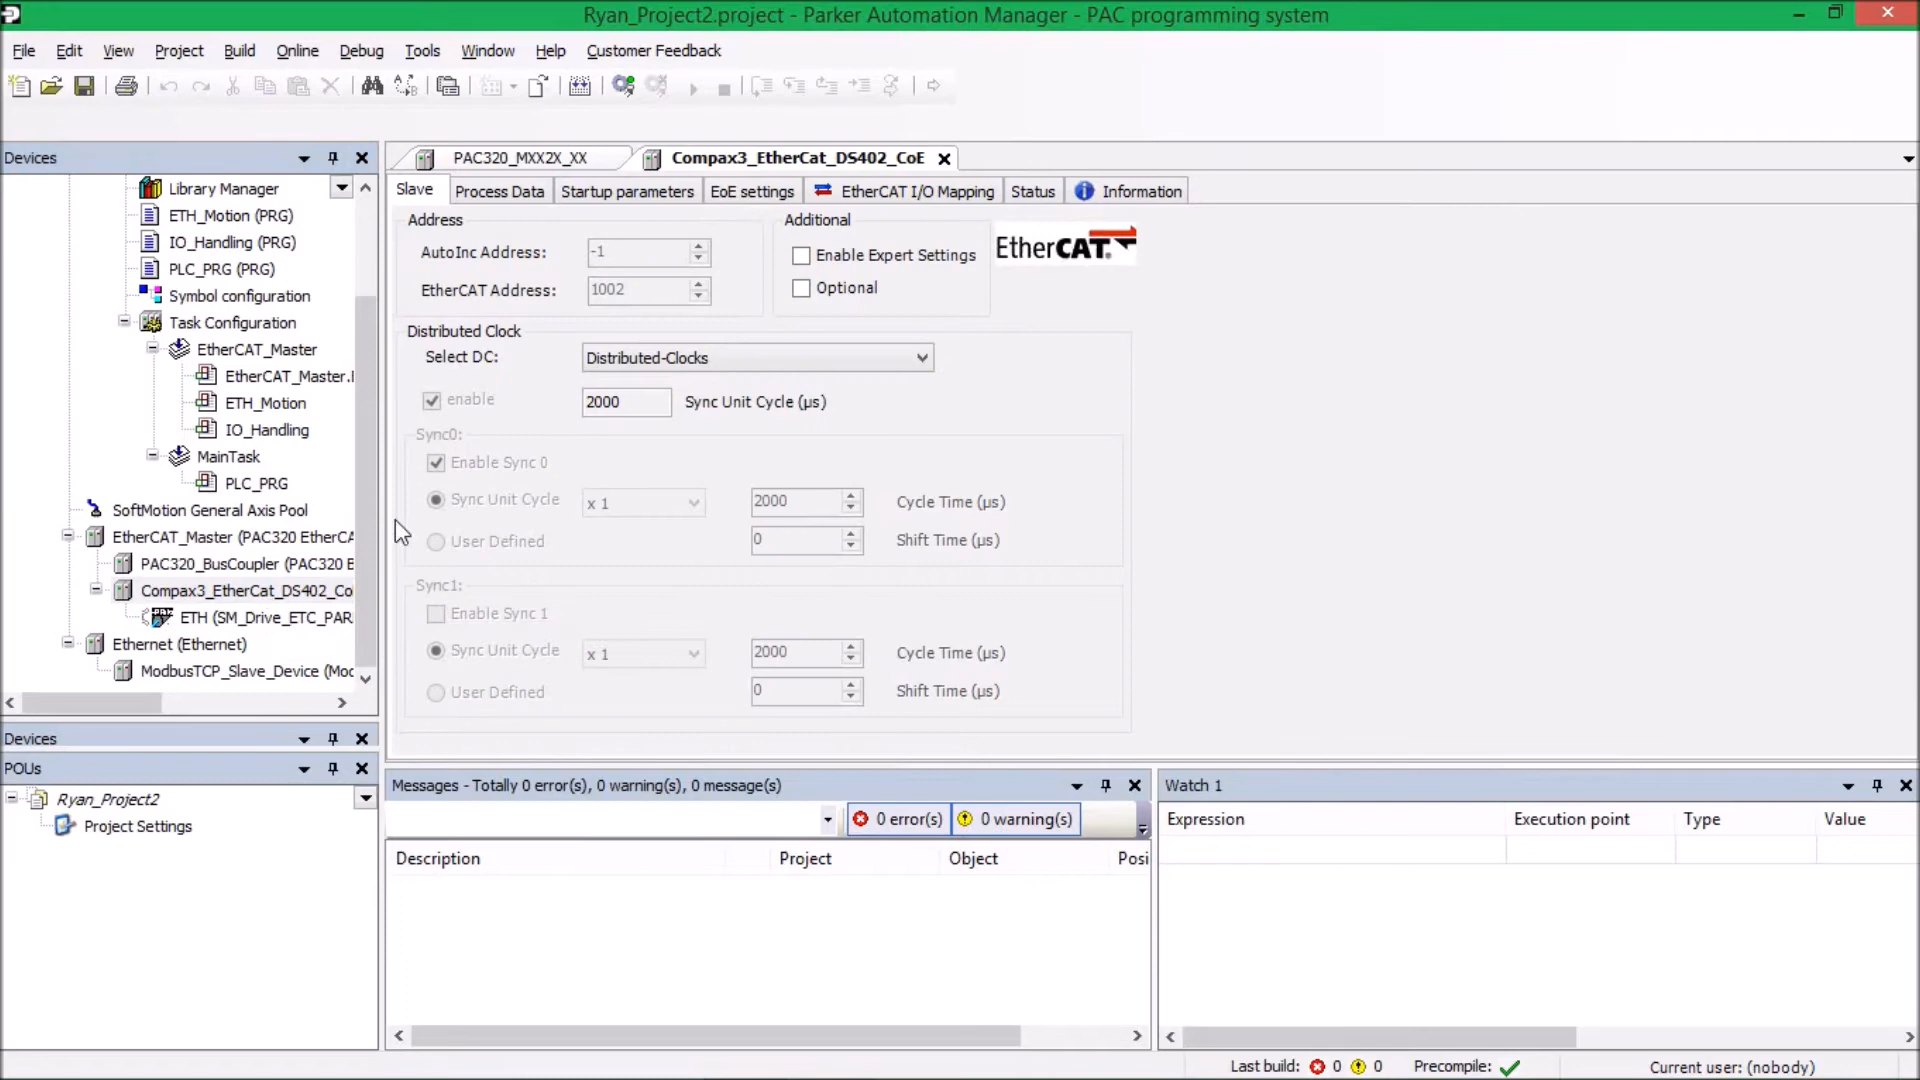 Ryan_Project2.project - Parker Automation Manager - PAC programming system
File Edit View Project Build Online Debug Tools Window Help Customer Feedback
Devices
Library Manager
ETH_Motion (PRG)
IO_Handling (PRG)
PLC_PRG (PRG)
Symbol configuration
Task Configuration
EtherCAT_Master
EtherCAT_Master.
ETH_Motion
IO_Handling
MainTask
PLC_PRG
SoftMotion General Axis Pool
EtherCAT_Master (PAC320 EtherCA
PAC320_BusCoupler (PAC320 B
Compax3_EtherCat_DS402_Co
ETH (SM_Drive_ETC_PAR
Ethernet (Ethernet)
ModbusTCP_Slave_Device (Moc
Devices
POUs
Ryan_Project2
Project Settings
PAC320_MXX2X_XX Compax3_EtherCat_DS402_CoE
Slave Process Data Startup parameters EoE settings EtherCAT I/O Mapping Status Information
Address Additional
AutoInc Address: -1 Enable Expert Settings
EtherCAT Address: 1002 Optional
EtherCAT
Distributed Clock
Select DC: Distributed-Clocks
enable 2000 Sync Unit Cycle (µs)
Sync0:
Enable Sync 0
Sync Unit Cycle x 1 2000 Cycle Time (µs)
User Defined 0 Shift Time (µs)
Sync1:
Enable Sync 1
Sync Unit Cycle x 1 2000 Cycle Time (µs)
User Defined 0 Shift Time (µs)
Messages - Totally 0 error(s), 0 warning(s), 0 message(s)
0 error(s) 0 warning(s)
Description Project Object Posi
Watch 1
Expression Execution point Type Value
Last build: 0 0 Precompile: Current user: (nobody)